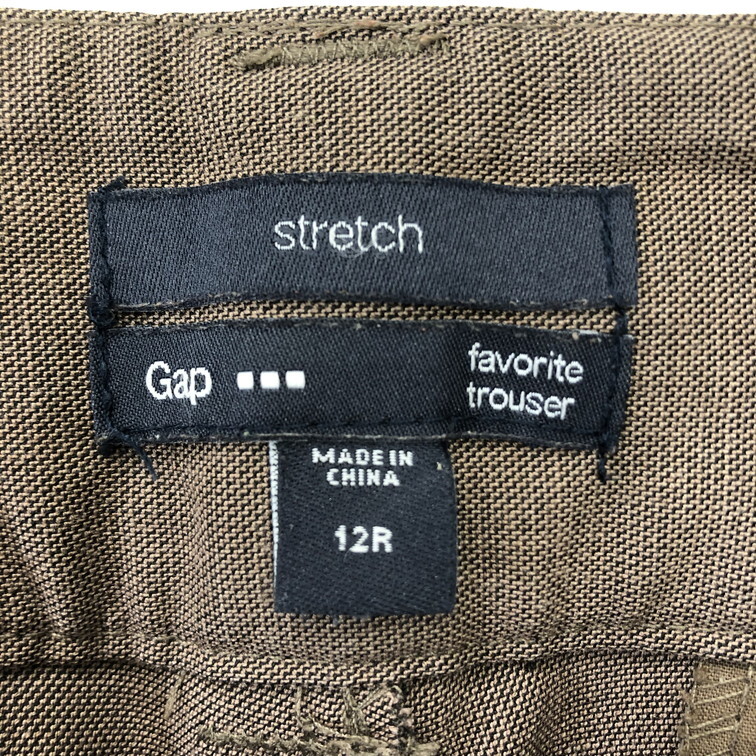 stretch
Gap
favorite
trouser
MADE IN
CHINA
12R